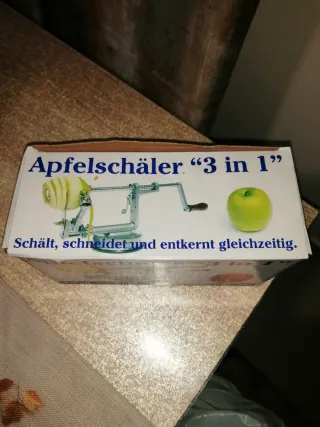 Apfelschäler "3 in 1"
Schält, schneidet und entkernt gleichzeitig.